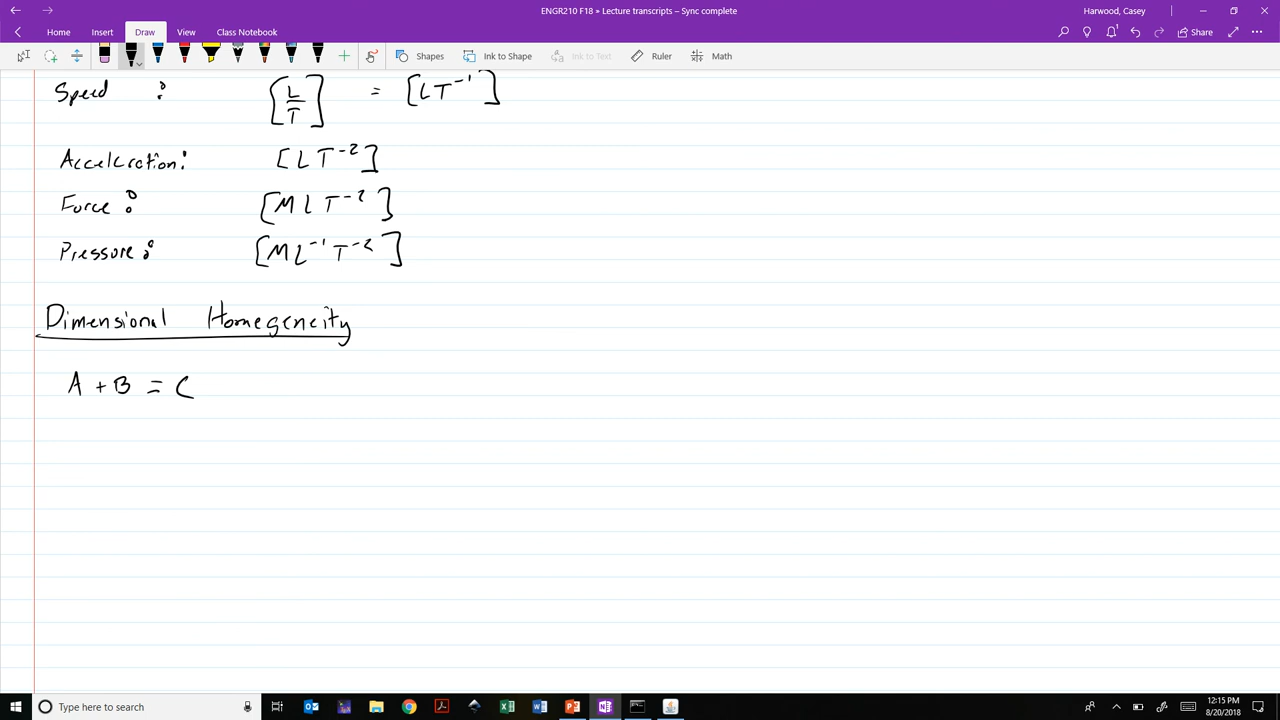 ENGR210 F18 » Lecture transcripts – Sync complete
Harwood, Casey
Home Insert Draw View Class Notebook
Share
Shapes Ink to Shape Ink to Text Ruler Math
Speed : [L/T] = [LT⁻¹]
Acceleration: [LT⁻²]
Force : [MLT⁻²]
Pressure : [ML⁻¹T⁻²]
Dimensional Homegeneity
A + B = C
Type here to search
12:15 PM
8/20/2018